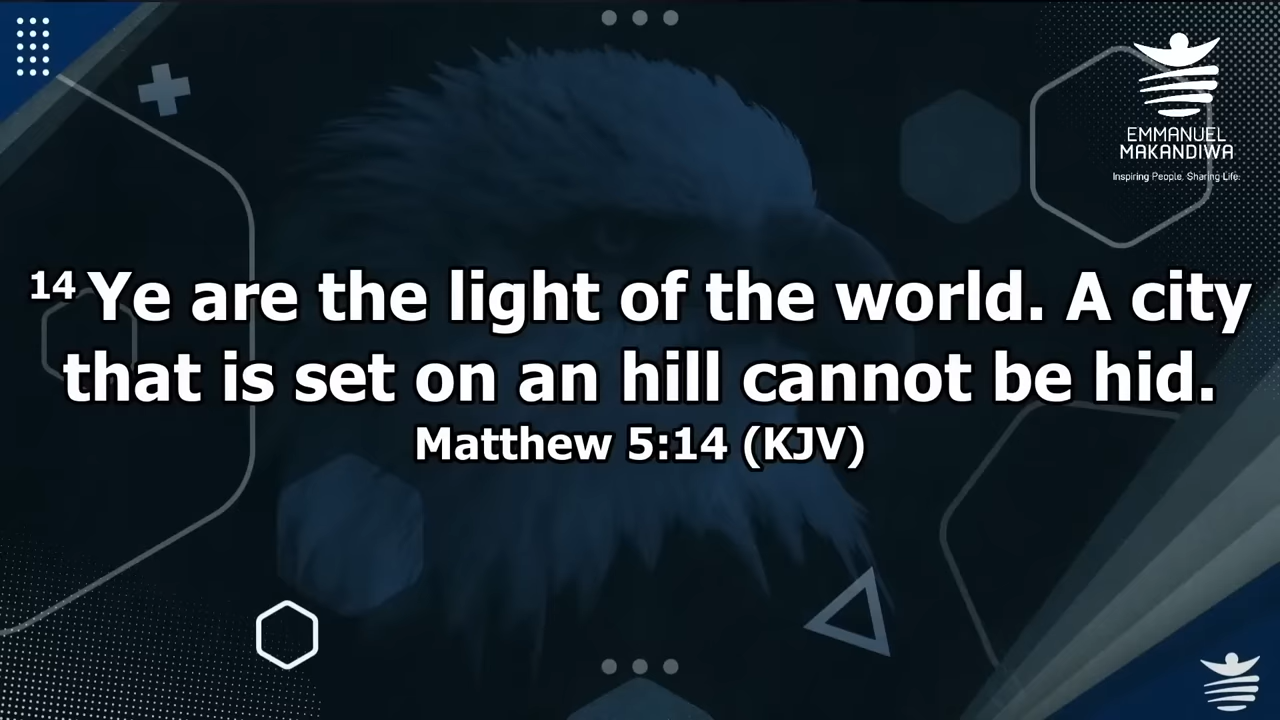 EMMANUEL
MAKANDIWA
Inspiring People. Sharing Life.
14 Ye are the light of the world. A city
that is set on an hill cannot be hid.
Matthew 5:14 (KJV)